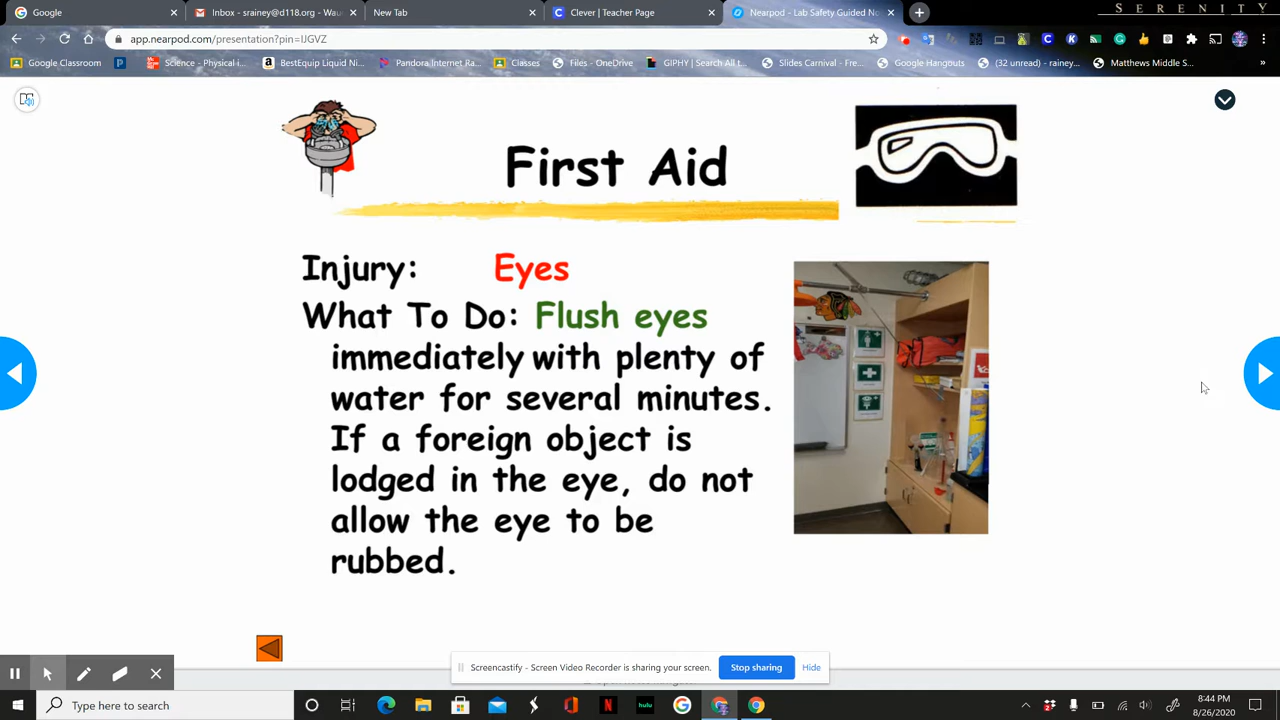 Google
Inbox - srainey@d118.org - Wau
New Tab
Clever | Teacher Page
Nearpod - Lab Safety Guided No
SERENITY
app.nearpod.com/presentation?pin=IJGVZ
Google Classroom
Science - Physical i...
BestEquip Liquid Ni...
Pandora Internet Ra...
Classes
Files - OneDrive
GIPHY | Search All t...
Slides Carnival - Fre...
Google Hangouts
(32 unread) - rainey...
Matthews Middle S...
»
First Aid
Injury: Eyes
What To Do: Flush eyes
immediately with plenty of
water for several minutes.
If a foreign object is
lodged in the eye, do not
allow the eye to be
rubbed.
Screencastify - Screen Video Recorder is sharing your screen.
Stop sharing
Hide
Type here to search
hulu
8:44 PM
8/26/2020